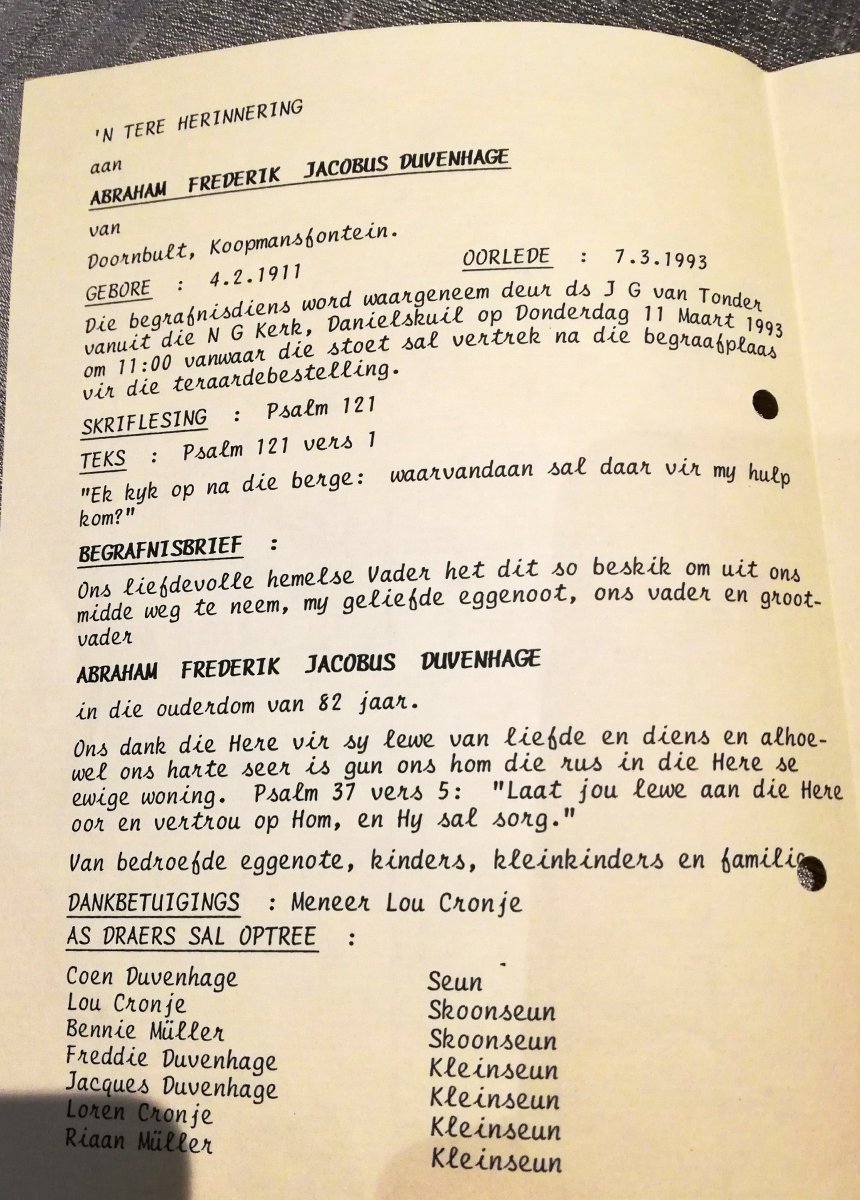 'N TERE HERINNERING
aan
ABRAHAM FREDERIK JACOBUS DUVENHAGE
van
Doornbult, Koopmansfontein.
GEBORE : 4.2.1911 OORLEDE : 7.3.1993
Die begrafnisdiens word waargeneem deur ds J G van Tonder
vanuit die N G Kerk, Danielskuil op Donderdag 11 Maart 1993
om 11:00 vanwaar die stoet sal vertrek na die begraafplaas
vir die teraardebestelling.
SKRIFLESING : Psalm 121
TEKS : Psalm 121 vers 1
"Ek kyk op na die berge: waarvandaan sal daar vir my hulp
kom?"
BEGRAFNISBRIEF :
Ons liefdevolle hemelse Vader het dit so beskik om uit ons
midde weg te neem, my geliefde eggenoot, ons vader en groot-
vader
ABRAHAM FREDERIK JACOBUS DUVENHAGE
in die ouderdom van 82 jaar.
Ons dank die Here vir sy lewe van liefde en diens en alhoe-
wel ons harte seer is gun ons hom die rus in die Here se
ewige woning. Psalm 37 vers 5: "Laat jou lewe aan die Here
oor en vertrou op Hom, en Hy sal sorg."
Van bedroefde eggenote, kinders, kleinkinders en familie
DANKBETUIGINGS : Meneer Lou Cronje
AS DRAERS SAL OPTREE :
Coen Duvenhage Seun
Lou Cronje Skoonseun
Bennie Müller Skoonseun
Freddie Duvenhage Kleinseun
Jacques Duvenhage Kleinseun
Loren Cronje Kleinseun
Riaan Müller Kleinseun